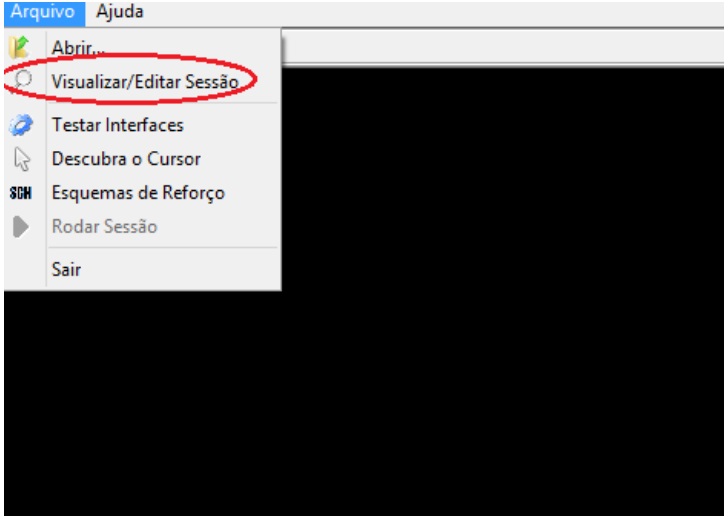 Arquivo Ajuda
Abrir...
Visualizar/Editar Sessão
Testar Interfaces
Descubra o Cursor
SCH Esquemas de Reforço
Rodar Sessão
Sair